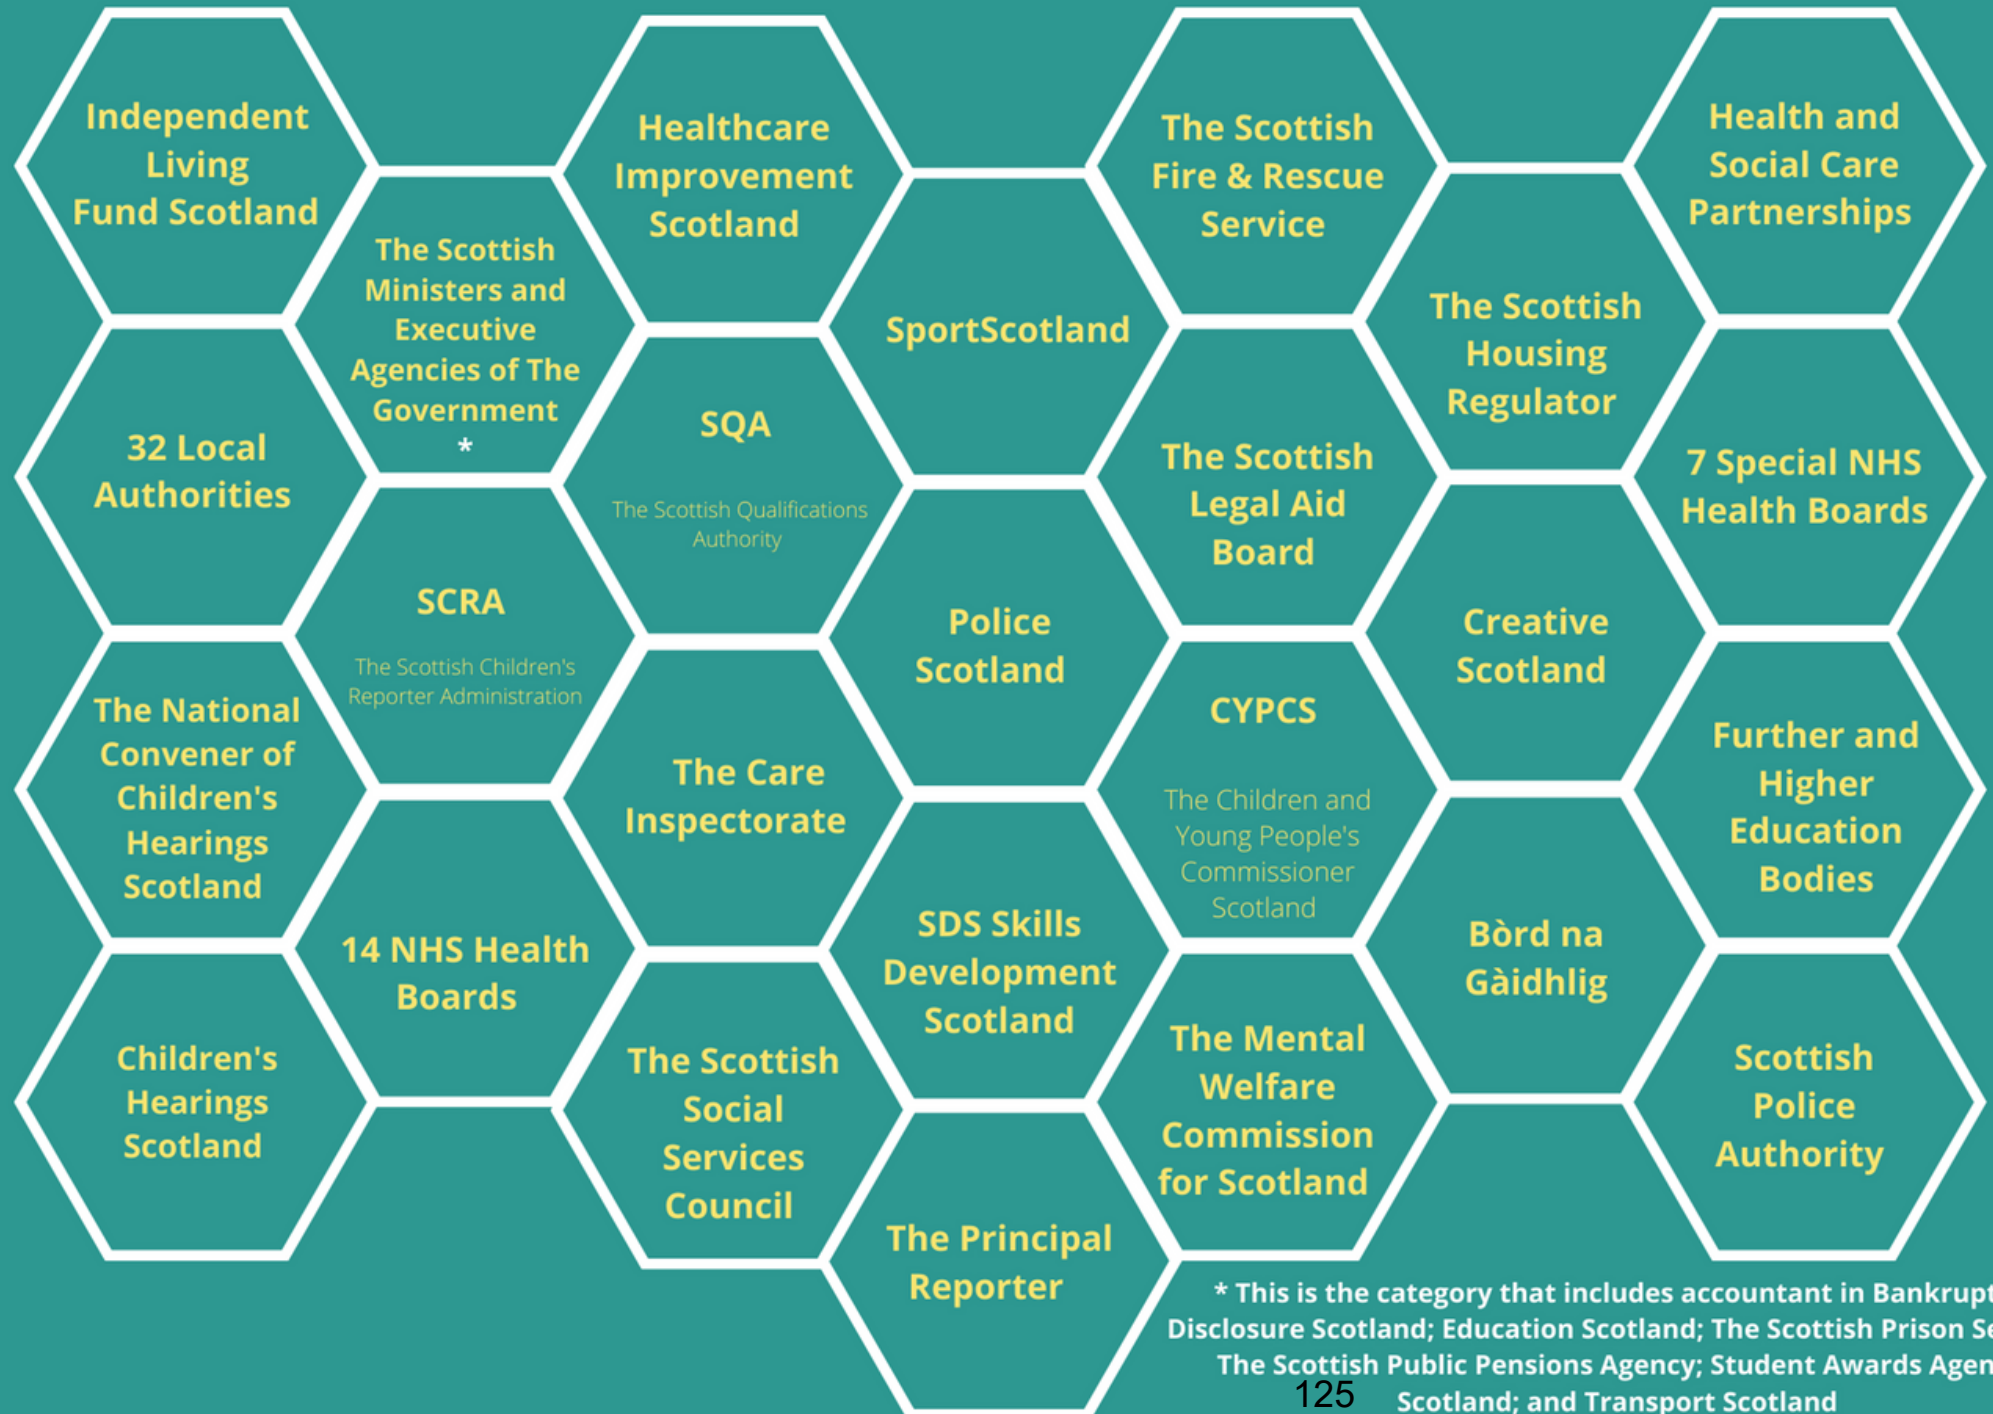 Independent
Living
Fund Scotland
32 Local
Authorities
The National
Convener of
Children's
Hearings
Scotland
Children's
Hearings
Scotland
The Scottish
Ministers and
Executive
Agencies of The
Government
*
SCRA
The Scottish Children's
Reporter Administration
14 NHS Health
Boards
Healthcare
Improvement
Scotland
SQA
The Scottish Qualifications
Authority
The Care
Inspectorate
The Scottish
Social
Services
Council
SportScotland
Police
Scotland
SDS Skills
Development
Scotland
The Principal
Reporter
The Scottish
Fire & Rescue
Service
The Scottish
Legal Aid
Board
CYPCS
The Children and
Young People's
Commissioner
Scotland
The Mental
Welfare
Commission
for Scotland
The Scottish
Housing
Regulator
Creative
Scotland
Bòrd na
Gàidhlig
Health and
Social Care
Partnerships
7 Special NHS
Health Boards
Further and
Higher
Education
Bodies
Scottish
Police
Authority
* This is the category that includes accountant in
Disclosure Scotland; Education Scotland; The Scottish Prison
The Scottish Public Pensions Agency; Student Awards
Scotland; and Transport Scotland
125